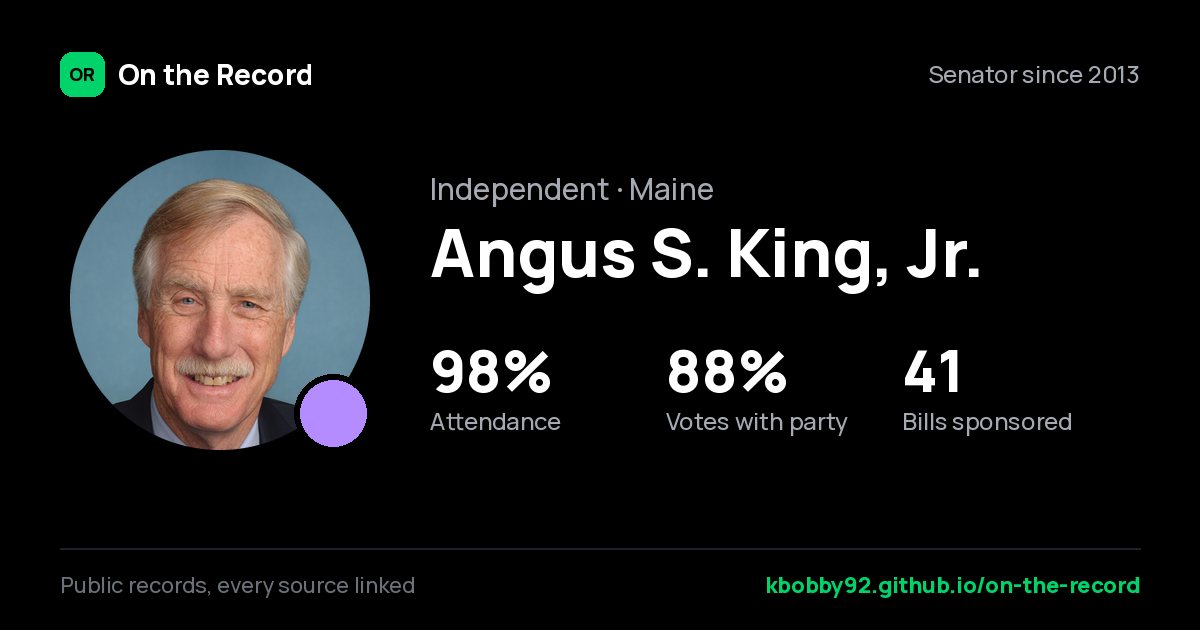 OR On the Record
Senator since 2013
Independent · Maine
Angus S. King, Jr.
98% 88% 41
Attendance Votes with party Bills sponsored
Public records, every source linked
kbobby92.github.io/on-the-record